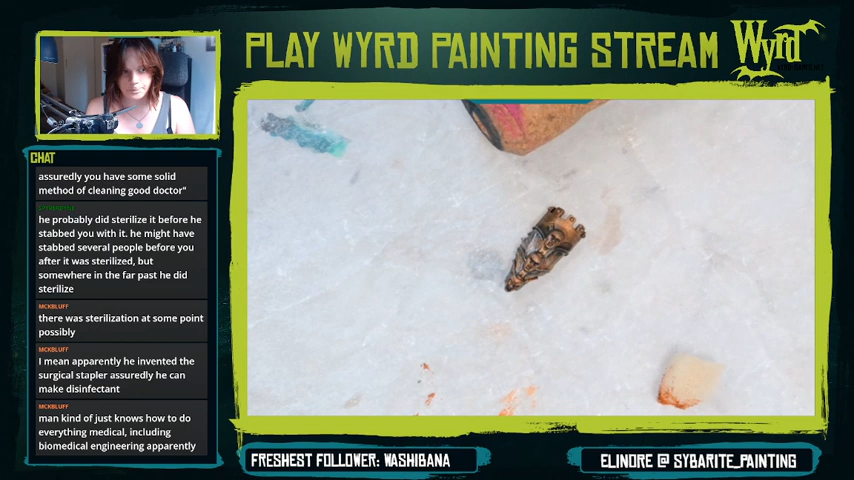 PLAY WYRD PAINTING STREAM
Wyrd
CHAT
assuredly you have some solid
method of cleaning good doctor"
he probably did sterilize it before he
stabbed you with it. he might have
stabbed several people before you
after it was sterilized, but
somewhere in the far past he did
sterilize
MCKBLUFF
there was sterilization at some point
possibly
MCKBLUFF
I mean apparently he invented the
surgical stapler assuredly he can
make disinfectant
MCKBLUFF
man kind of just knows how to do
everything medical, including
biomedical engineering apparently
FRESHEST FOLLOWER: WASHIBANA
ELINORE @ SYBARITE_PAINTING